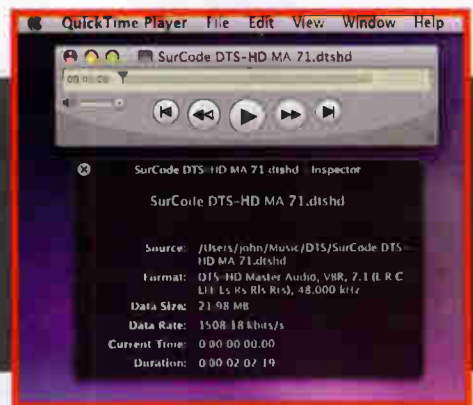 QuickTime Player File Edit View Window Help
SurCode DTS-HD MA 71.dtshd
SurCode DTS-HD MA 71.dtshd Inspector
SurCode DTS-HD MA 71.dtshd
Source: /Users/john/Music/DTS/SurCode DTS-
HD MA 71.dtshd
Format: DTS-HD Master Audio, VBR, 7.1 (L R C
LFE Ls Rs Rls Rrs), 48.000 kHz
Data Size: 21.98 MB
Data Rate: 1508.18 kbits/s
Current Time: 0:00:00:00.00
Duration: 0:00:02:02.19